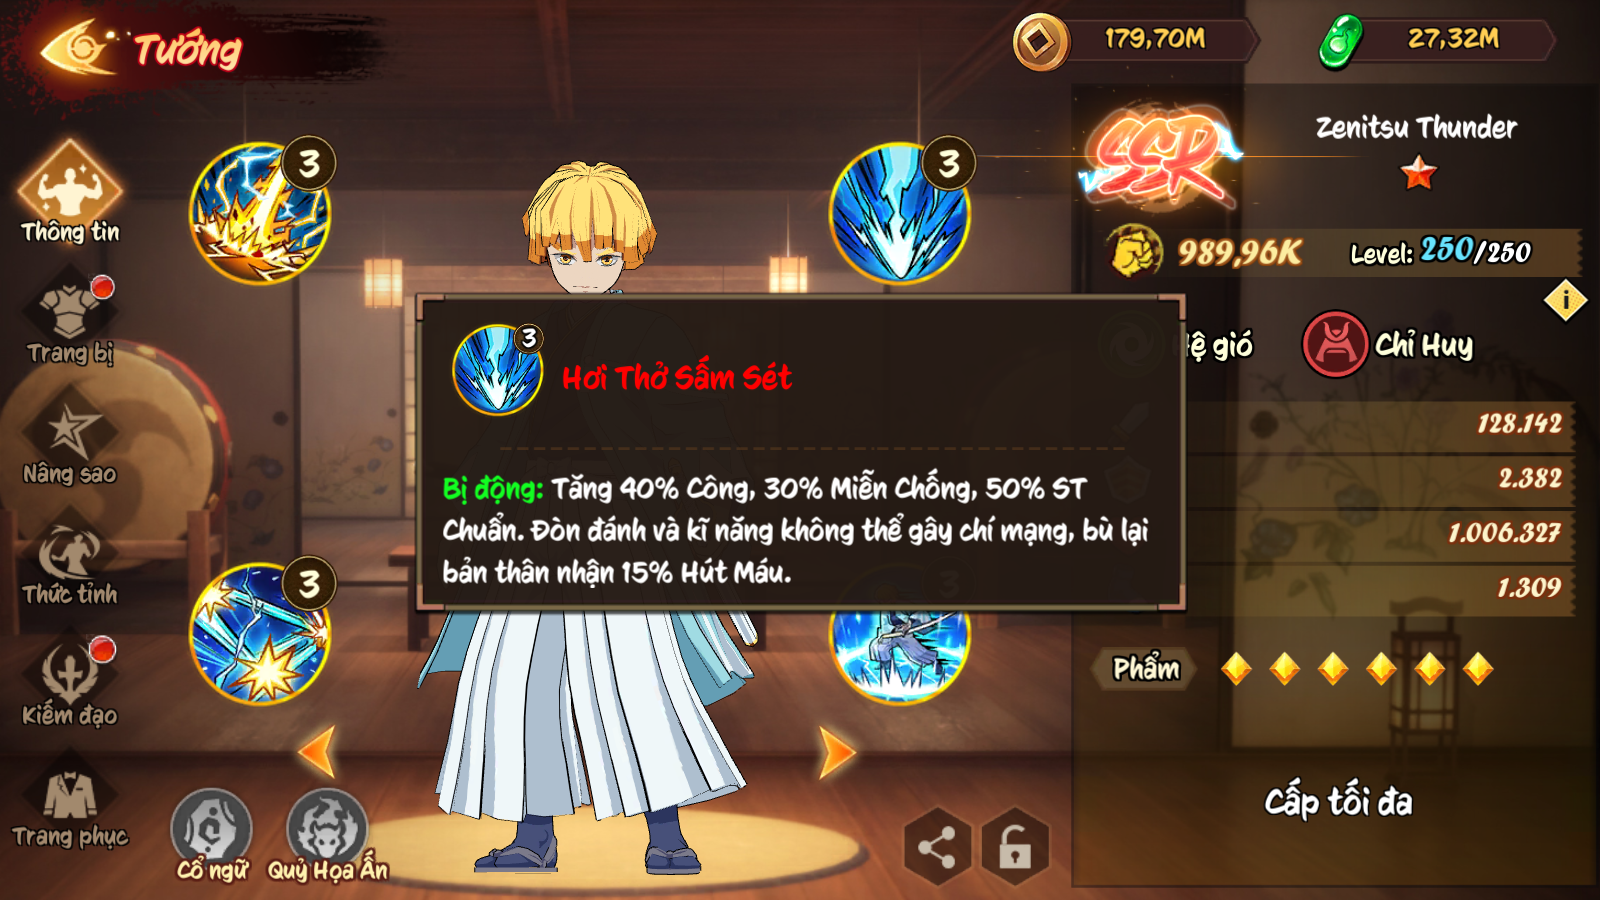 Tướng
179,70M
27,32M
SSR
Zenitsu Thunder
989,96K
Level: 250/250
Thông tin
3
3
Trang bị
i
Hệ gió
Chỉ Huy
3
Hơi Thở Sấm Sét
Bị động: Tăng 40% Công, 30% Miễn Chống, 50% ST
Chuẩn. Đòn đánh và kĩ năng không thể gây chí mạng, bù lại
bản thân nhận 15% Hút Máu.
128.142
2.382
1.006.327
1.309
Nâng sao
Thức tỉnh
3
3
Kiếm đạo
Phẩm
Trang phục
Cổ ngữ
Quỷ Họa Ấn
Cấp tối đa